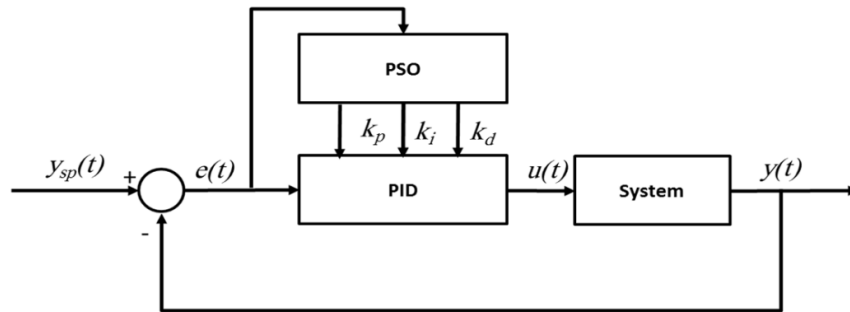 PSO
k_p k_i k_d
y_sp(t) + e(t) PID u(t) System y(t)
-